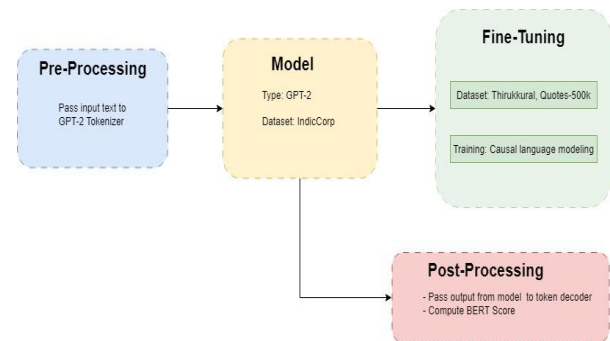 Pre-Processing
Pass input text to
GPT-2 Tokenizer
Model
Type: GPT-2
Dataset: IndicCorp
Fine-Tuning
Dataset: Thirukkural, Quotes-500k
Training: Causal language modeling
Post-Processing
- Pass output from model to token decoder
- Compute BERT Score